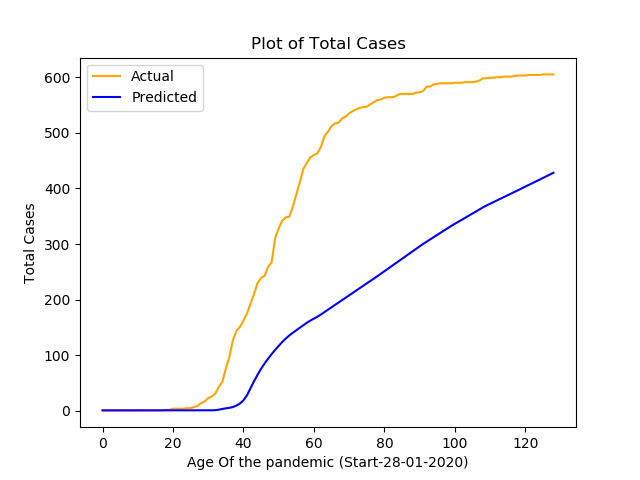 Plot of Total Cases
Actual
Predicted
Total Cases
600
500
400
300
200
100
0
0 20 40 60 80 100 120
Age Of the pandemic (Start-28-01-2020)